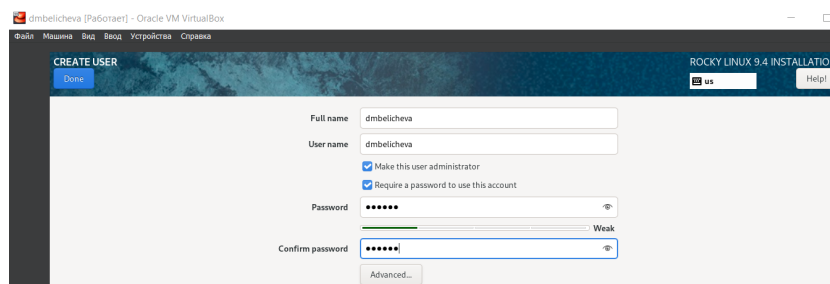 dmbelicheva [Работает] - Oracle VM VirtualBox
Файл Машина Вид Ввод Устройства Справка
CREATE USER
ROCKY LINUX 9.4 INSTALLATIO
Done
us
Help!
Full name dmbelicheva
User name dmbelicheva
Make this user administrator
Require a password to use this account
Password ••••••
Weak
Confirm password ••••••
Advanced...